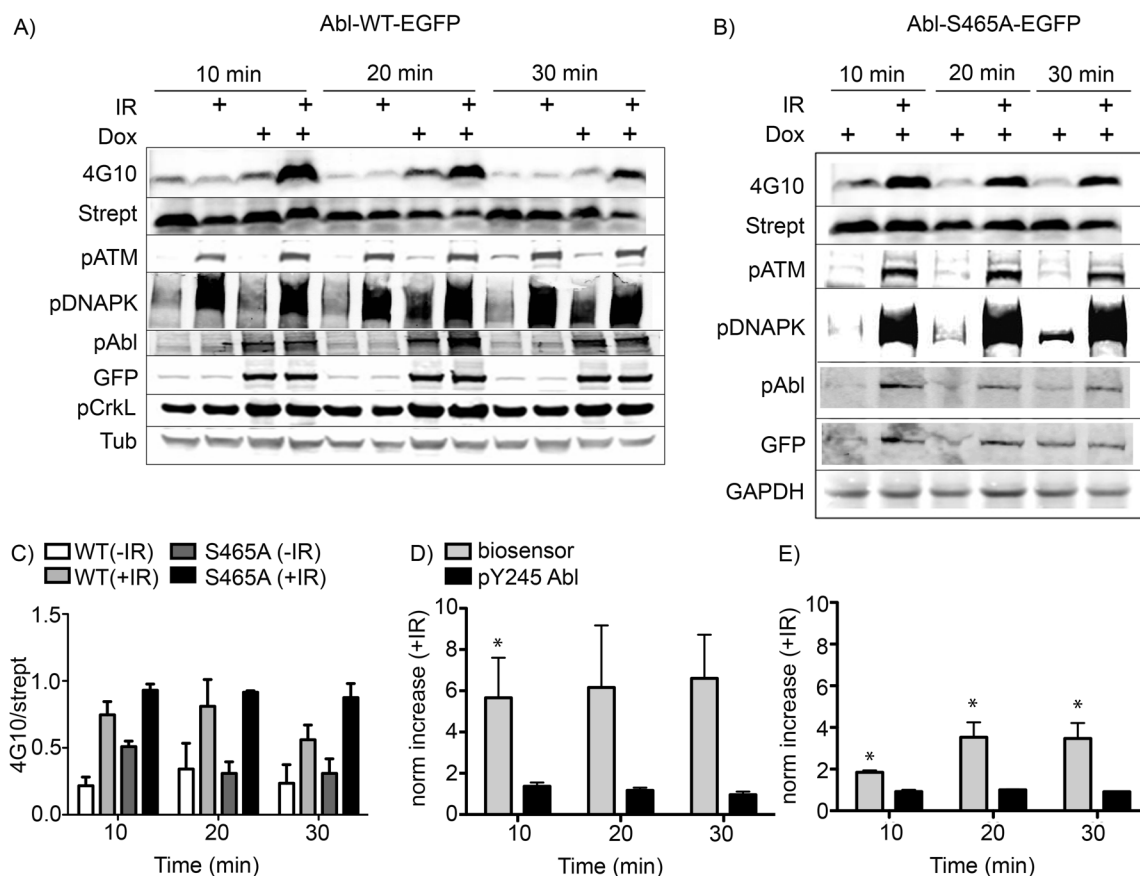 A)
Abl-WT-EGFP
10 min 20 min 30 min
IR + + + + + +
Dox + + + + + +
4G10
Strept
pATM
pDNAPK
pAbl
GFP
pCrkL
Tub
B)
Abl-S465A-EGFP
10 min 20 min 30 min
IR + + +
Dox + + + + + +
4G10
Strept
pATM
pDNAPK
pAbl
GFP
GAPDH
C)
WT(-IR) S465A (-IR)
WT(+IR) S465A (+IR)
4G10/strept
1.5
1.0
0.5
0.0
10 20 30
Time (min)
D)
biosensor
pY245 Abl
norm increase (+IR)
10
8
6
4
2
0
*
10 20 30
Time (min)
E)
norm increase (+IR)
10
8
6
4
2
0
* * *
10 20 30
Time (min)